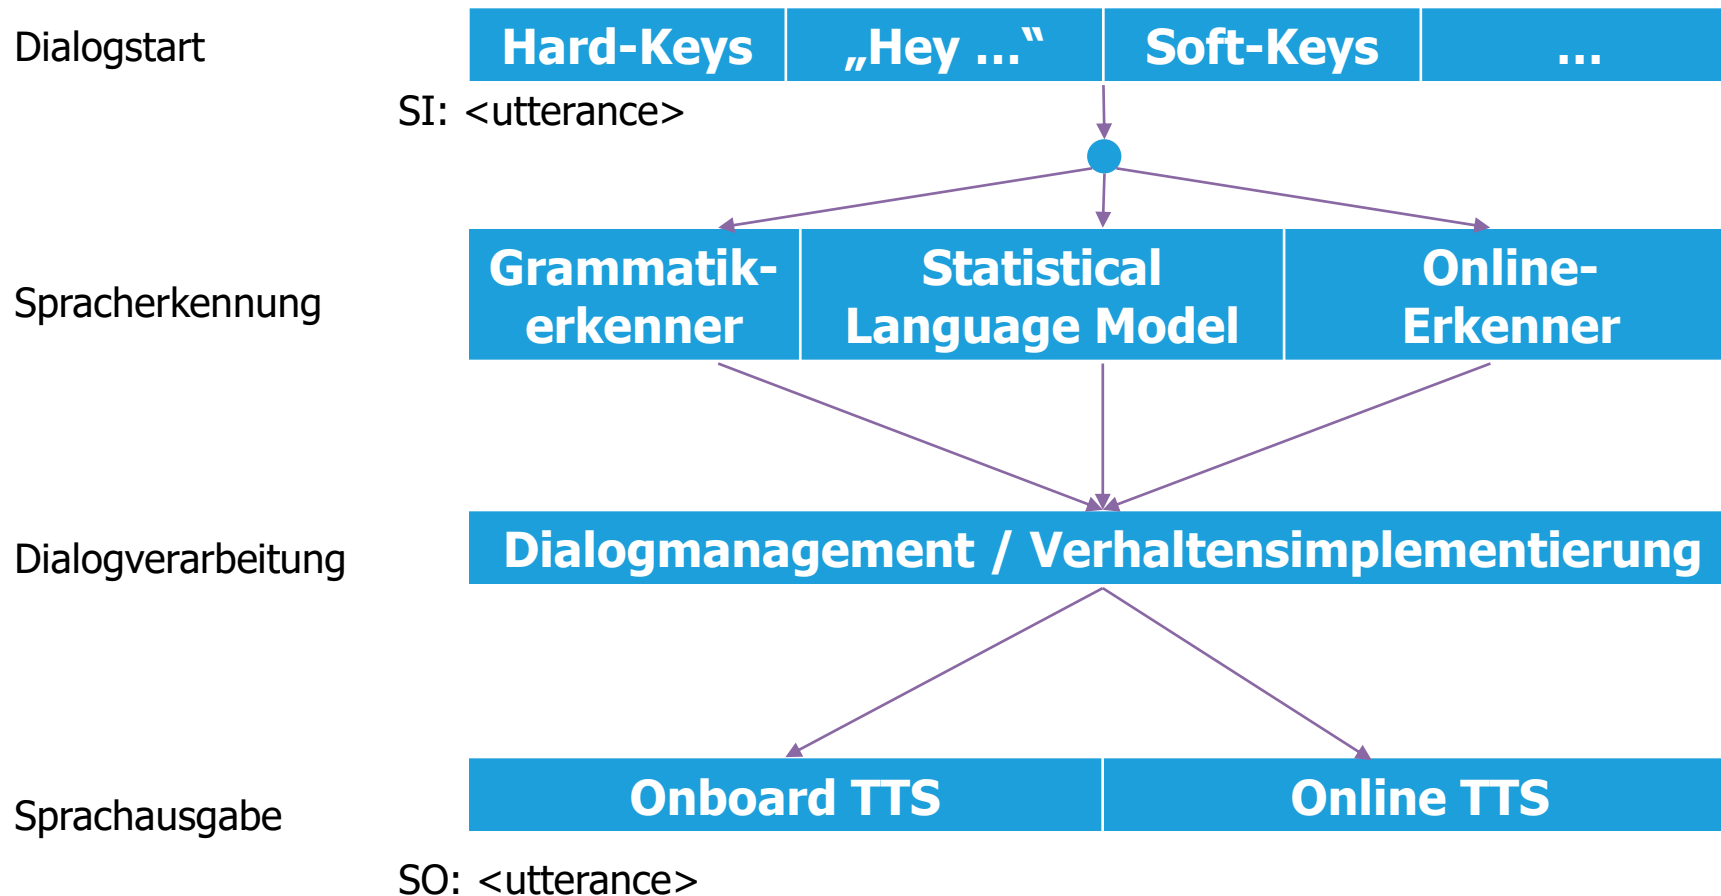 Dialogstart
Hard-Keys
„Hey ...‟
Soft-Keys
...
SI: <utterance>
Spracherkennung
Grammatik-
erkenner
Statistical
Language Model
Online-
Erkenner
Dialogverarbeitung
Dialogmanagement / Verhaltensimplementierung
Sprachausgabe
Onboard TTS
Online TTS
SO: <utterance>